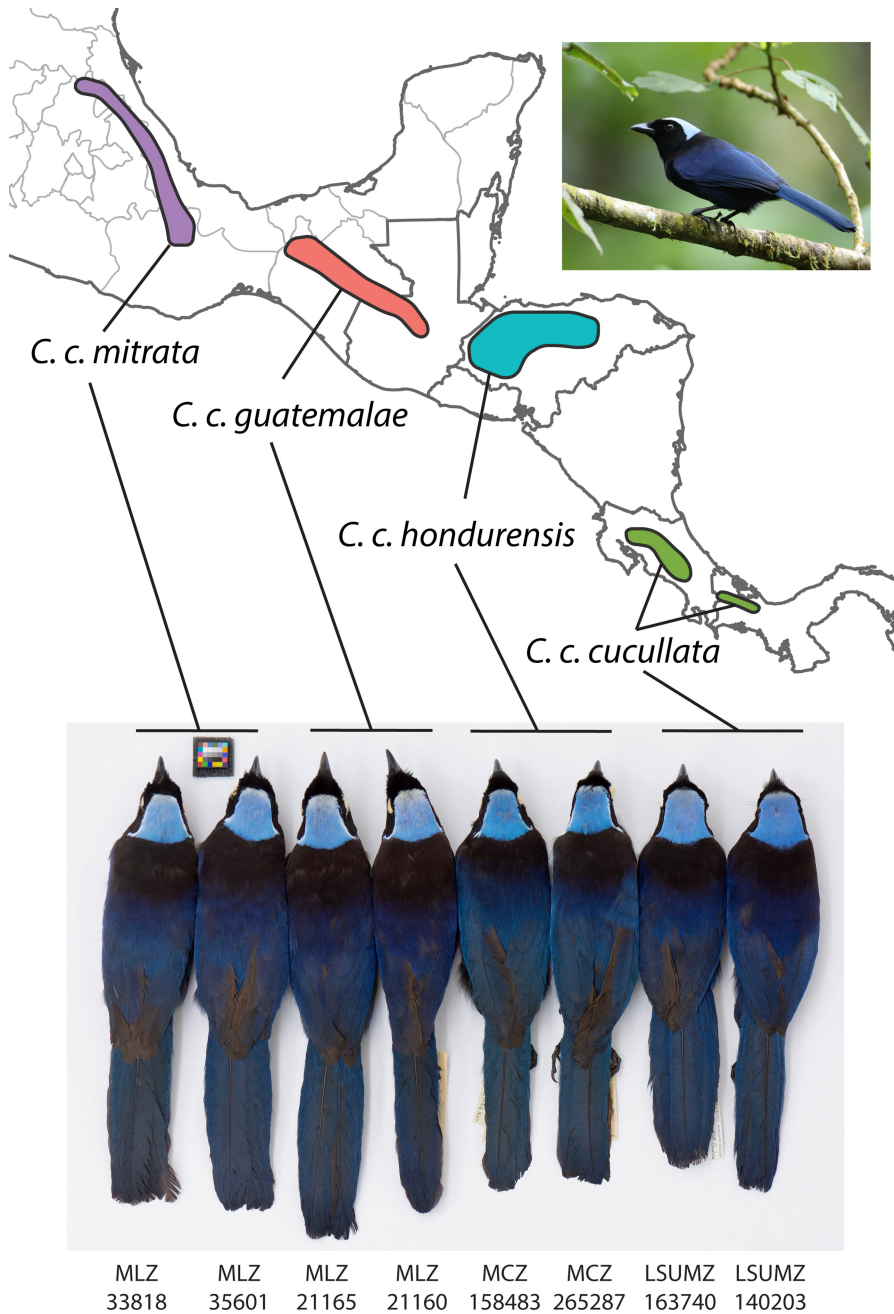 C. c. mitrata
C. c. guatemalae
C. c. hondurensis
C. c. cucullata
MLZ MLZ MLZ MLZ MCZ MCZ LSUMZ LSUMZ
33818 35601 21165 21160 158483 265287 163740 140203